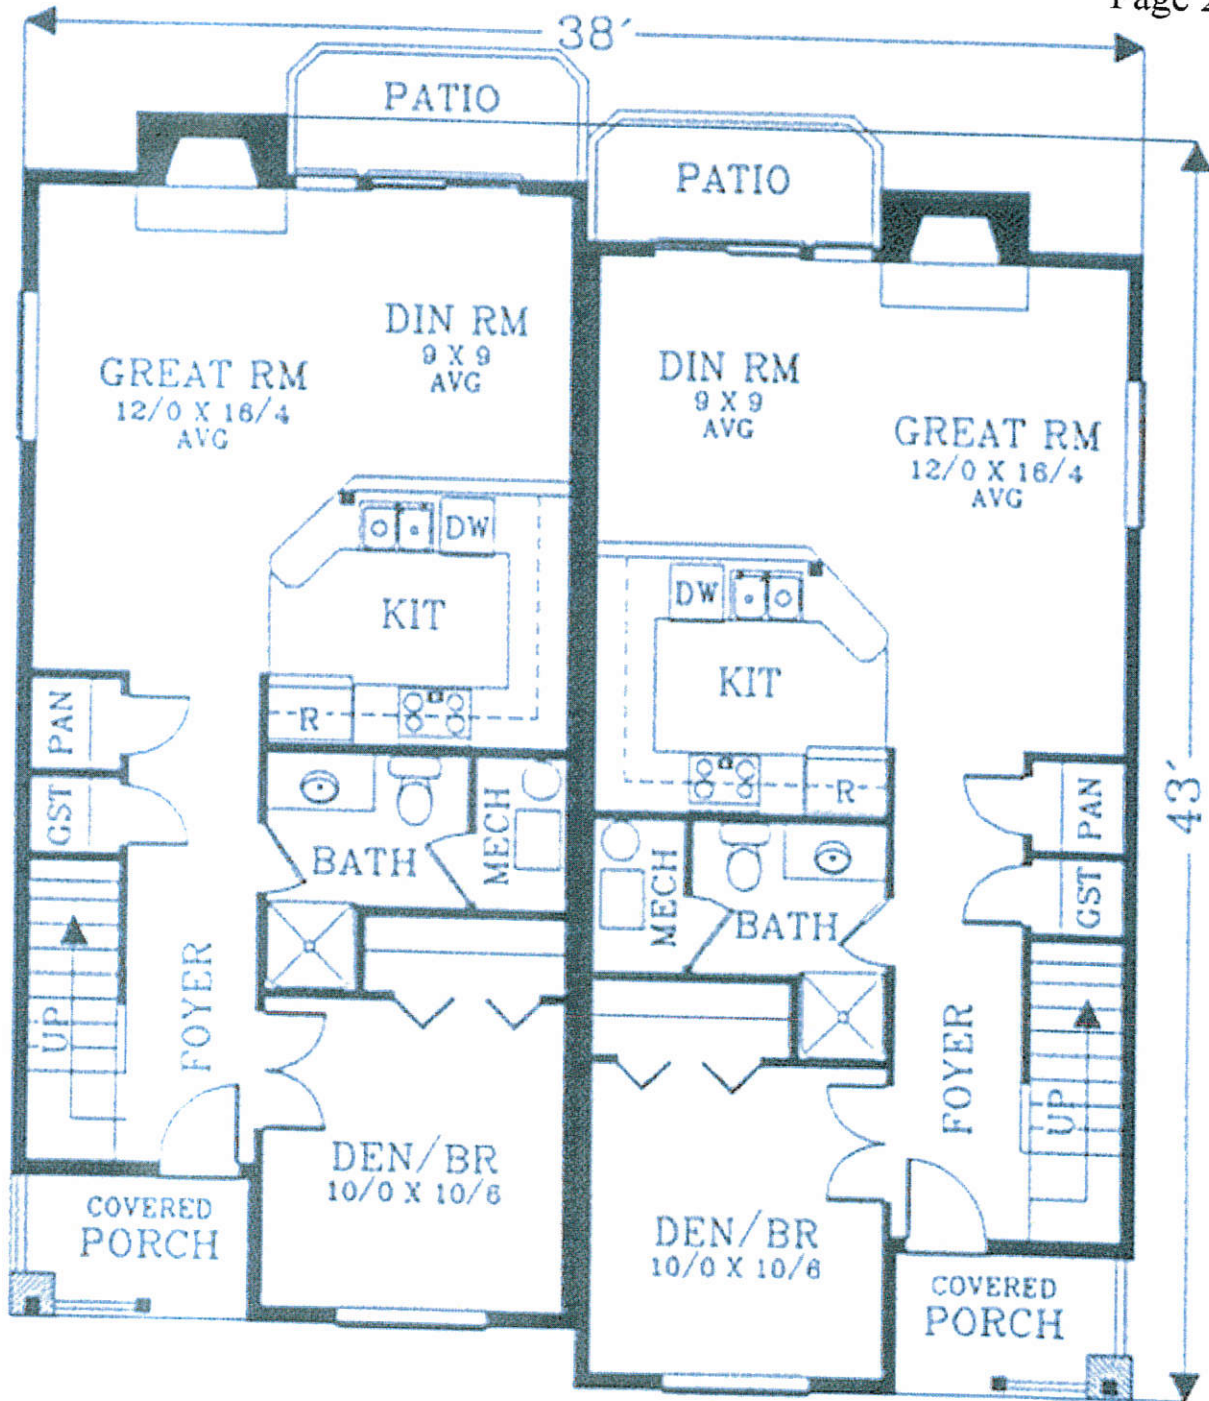 Page 2
38′
PATIO
PATIO
DIN RM
9 X 9
AVG
GREAT RM
12/0 X 16/4
AVG
DIN RM
9 X 9
AVG
GREAT RM
12/0 X 16/4
AVG
DW
KIT
DW
KIT
PAN
R
R
PAN
GST
BATH
MECH
GST
MECH
BATH
43′
UP
FOYER
FOYER
UP
DEN/BR
10/0 X 10/6
COVERED
PORCH
DEN/BR
10/0 X 10/6
COVERED
PORCH